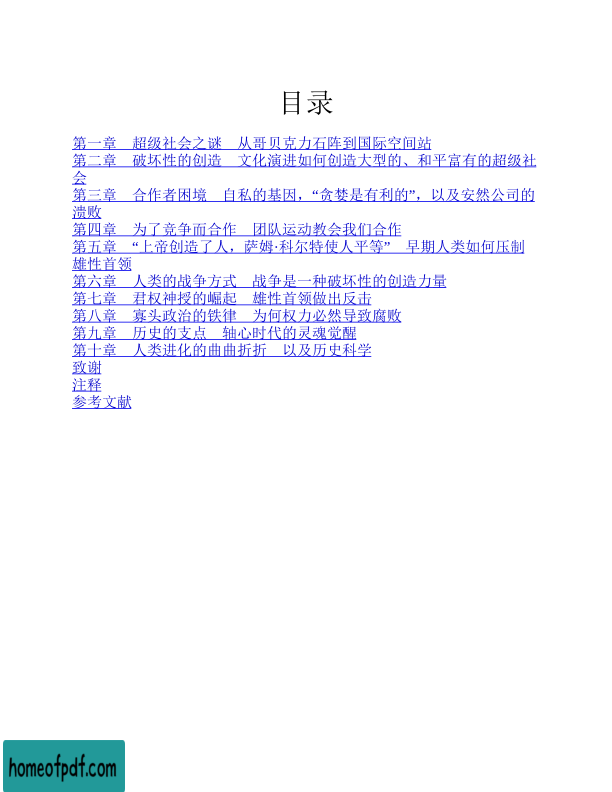 目录
第一章　超级社会之谜　从哥贝克力石阵到国际空间站
第二章　破坏性的创造　文化演进如何创造大型的、和平富有的超级社
会
第三章　合作者困境　自私的基因，“贪婪是有利的”，以及安然公司的
溃败
第四章　为了竞争而合作　团队运动教会我们合作
第五章　“上帝创造了人，萨姆·科尔特使人平等”　早期人类如何压制
雄性首领
第六章　人类的战争方式　战争是一种破坏性的创造力量
第七章　君权神授的崛起　雄性首领做出反击
第八章　寡头政治的铁律　为何权力必然导致腐败
第九章　历史的支点　轴心时代的灵魂觉醒
第十章　人类进化的曲曲折折　以及历史科学
致谢
注释
参考文献
homeofpdf.com